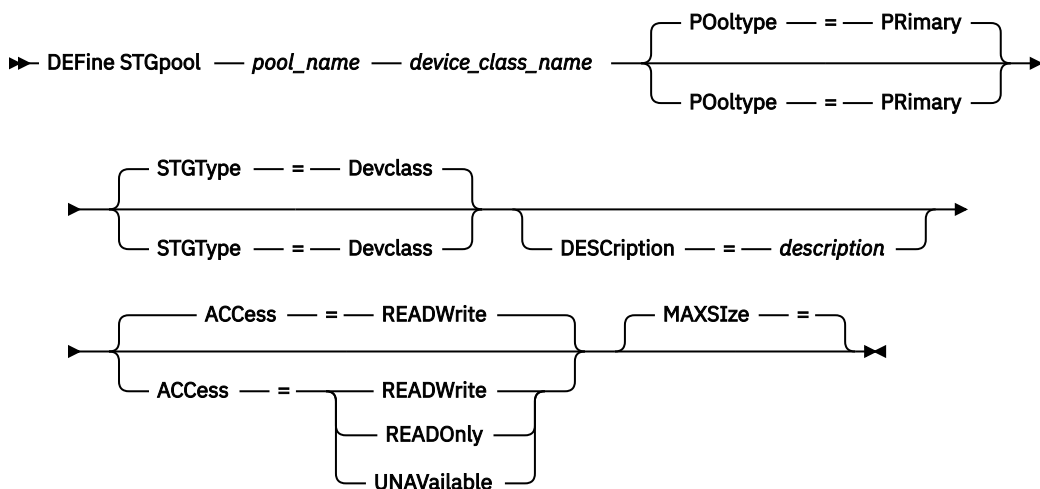 POoltype = PRimary
DEFine STGpool pool_name device_class_name
POoltype = PRimary
STGType = Devclass
STGType = Devclass
DESCription = description
ACCess = READWrite
MAXSIze =
ACCess = READWrite
READOnly
UNAVailable